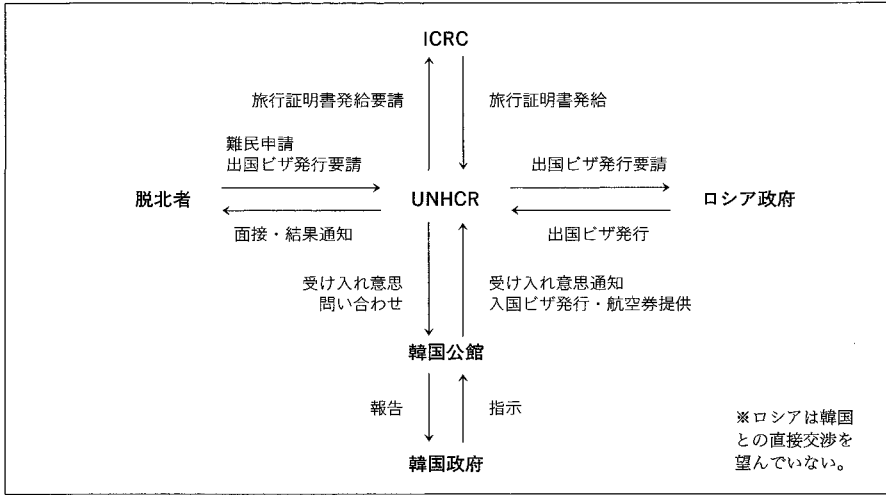 ICRC
旅行証明書発給要請
旅行証明書発給
難民申請
出国ビザ発行要請
出国ビザ発行要請
脱北者
UNHCR
ロシア政府
面接・結果通知
出国ビザ発行
受け入れ意思
問い合わせ
受け入れ意思通知
入国ビザ発行・航空券提供
韓国公館
報告
指示
韓国政府
※ロシアは韓国
との直接交渉を
望んでいない。